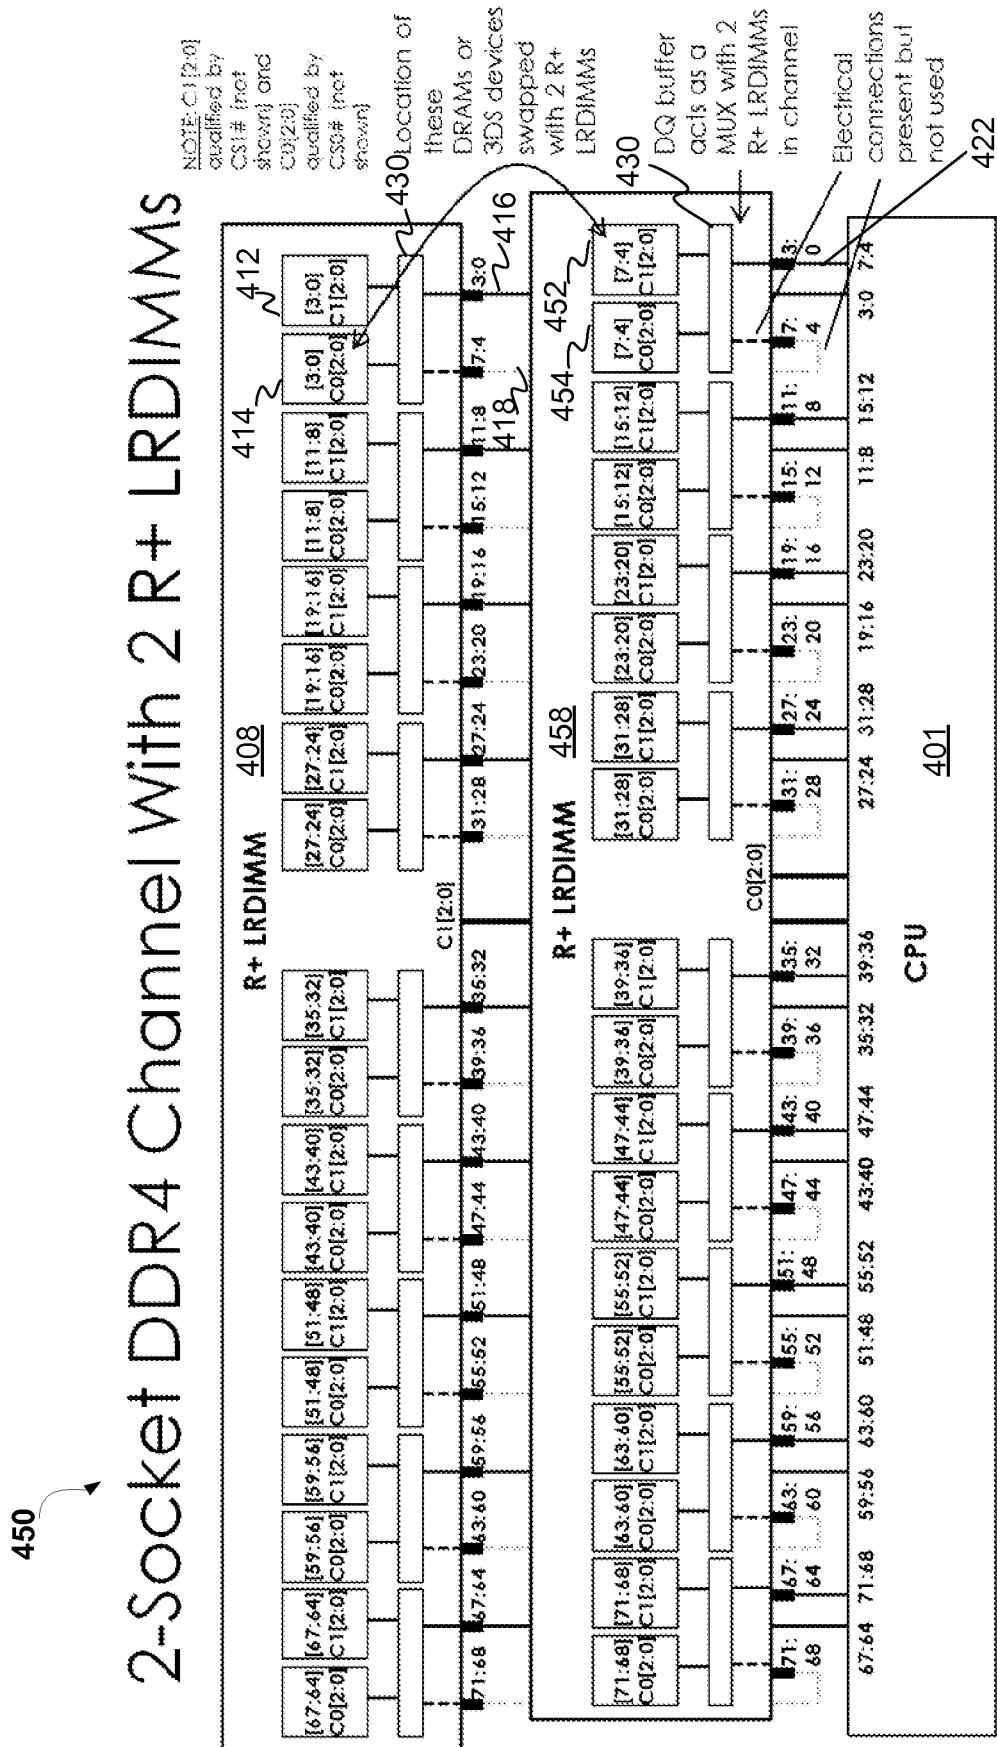 450
2-Socket DDR4 Channel With 2 R+ LRDIMMs
NOTE: C1[2:0]
qualified by
CS1# (not
shown) and
C0[2:0]
qualified by
CS0# (not
shown)
Location of
these
DRAMs or
3DS devices
swapped
with 2 R+
LRDIMMs
DQ buffer
acts as a
MUX with 2
R+ LRDIMMs
in channel
Electrical
connections
present but
not used
R+ LRDIMM
408
414
412
430
[67:64] C0[2:0]
[67:64] C1[2:0]
[59:56] C0[2:0]
[59:56] C1[2:0]
[51:48] C0[2:0]
[51:48] C1[2:0]
[43:40] C0[2:0]
[43:40] C1[2:0]
[35:32] C0[2:0]
[35:32] C1[2:0]
[27:24] C0[2:0]
[27:24] C1[2:0]
[19:16] C0[2:0]
[19:16] C1[2:0]
[11:8] C0[2:0]
[11:8] C1[2:0]
[3:0] C0[2:0]
[3:0] C1[2:0]
C1[2:0]
71:68 67:64 63:60 59:56 55:52 51:48 47:44 43:40 39:36 35:32 31:28 27:24 23:20 19:16 15:12 11:8 7:4 3:0
418
416
R+ LRDIMM
458
454
452
430
[71:68] C0[2:0]
[71:68] C1[2:0]
[63:60] C0[2:0]
[63:60] C1[2:0]
[55:52] C0[2:0]
[55:52] C1[2:0]
[47:44] C0[2:0]
[47:44] C1[2:0]
[39:36] C0[2:0]
[39:36] C1[2:0]
[31:28] C0[2:0]
[31:28] C1[2:0]
[23:20] C0[2:0]
[23:20] C1[2:0]
[15:12] C0[2:0]
[15:12] C1[2:0]
[7:4] C0[2:0]
[7:4] C1[2:0]
C0[2:0]
71: 67: 63: 59: 55: 51: 47: 43: 39: 35: 31: 27: 23: 19: 15: 11: 7: 3:
68 64 60 56 52 48 44 40 36 32 28 24 20 16 12 8 4 0
422
67:64 71:68 59:56 63:60 51:48 55:52 43:40 47:44 35:32 39:36 27:24 31:28 19:16 23:20 11:8 15:12 3:0 7:4
CPU
401